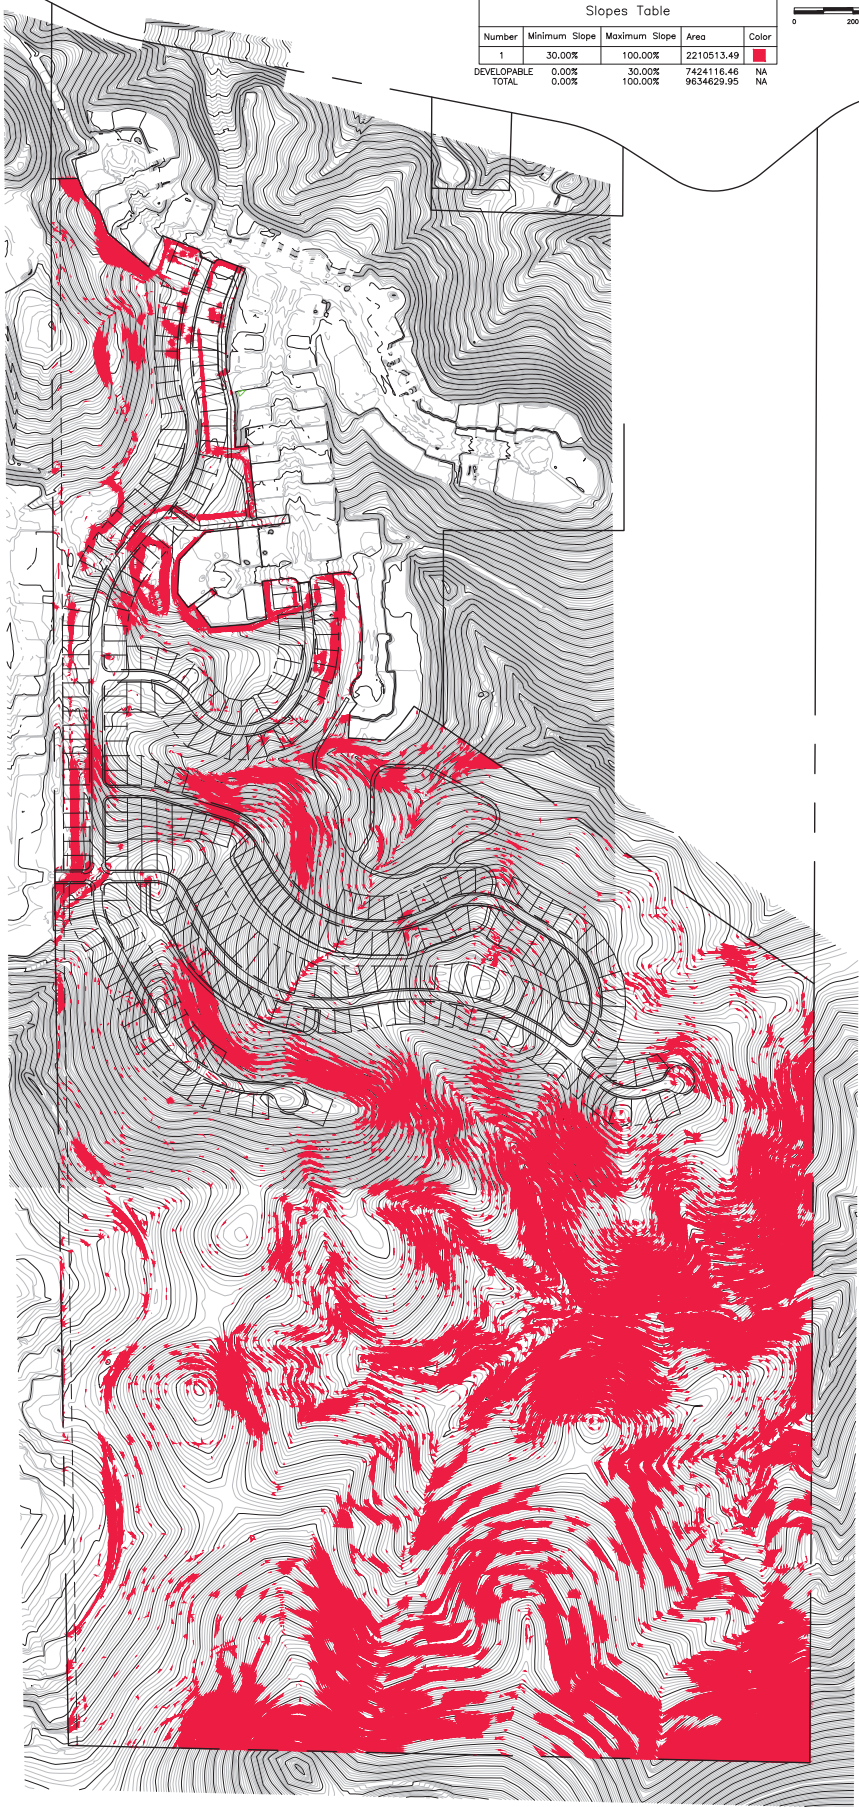 Slopes Table
Number Minimum Slope Maximum Slope Area Color
1 30.00% 100.00% 2210513.49
DEVELOPABLE 0.00% 30.00% 7424116.46 NA
TOTAL 0.00% 100.00% 9634629.95 NA
0 200